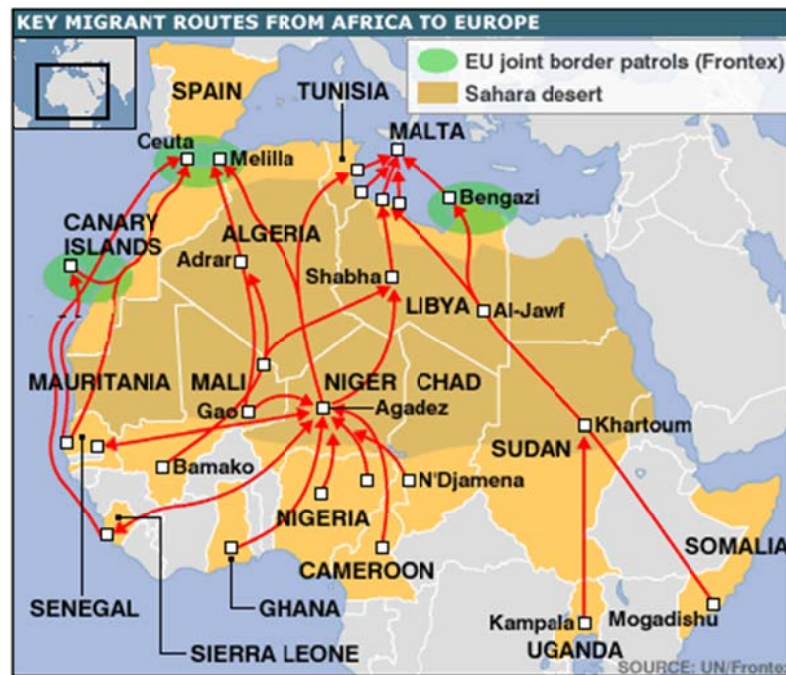 KEY MIGRANT ROUTES FROM AFRICA TO EUROPE
EU joint border patrols (Frontex)
Sahara desert
SPAIN
TUNISIA
MALTA
Ceuta
Melilla
Bengazi
CANARY
ISLANDS
ALGERIA
Adrar
Shabha
LIBYA
Al-Jawf
MAURITANIA
MALI
NIGER
CHAD
Gao
Agadez
Khartoum
SUDAN
Bamako
N'Djamena
NIGERIA
SOMALIA
CAMEROON
SENEGAL
GHANA
Kampala
Mogadishu
UGANDA
SIERRA LEONE
SOURCE: UN/Frontex